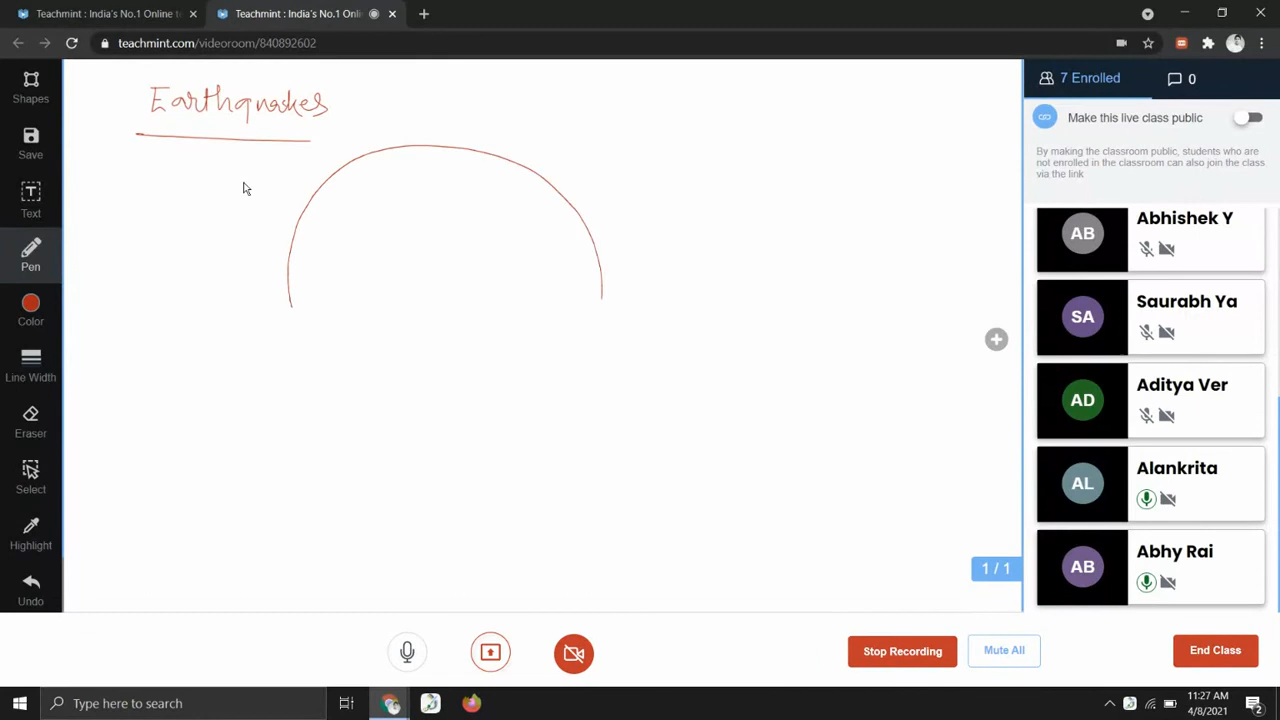 Teachmint : India's No.1 Online t
Teachmint : India's No.1 Onli
teachmint.com/videoroom/840892602
Shapes
Save
Text
Pen
Color
Line Width
Eraser
Select
Highlight
Undo
Earthquakes
1 / 1
7 Enrolled
0
Make this live class public
By making the classroom public, students who are
not enrolled in the classroom can also join the class
via the link
AB
Abhishek Y
SA
Saurabh Ya
AD
Aditya Ver
AL
Alankrita
AB
Abhy Rai
Stop Recording
Mute All
End Class
Type here to search
11:27 AM
4/8/2021
2